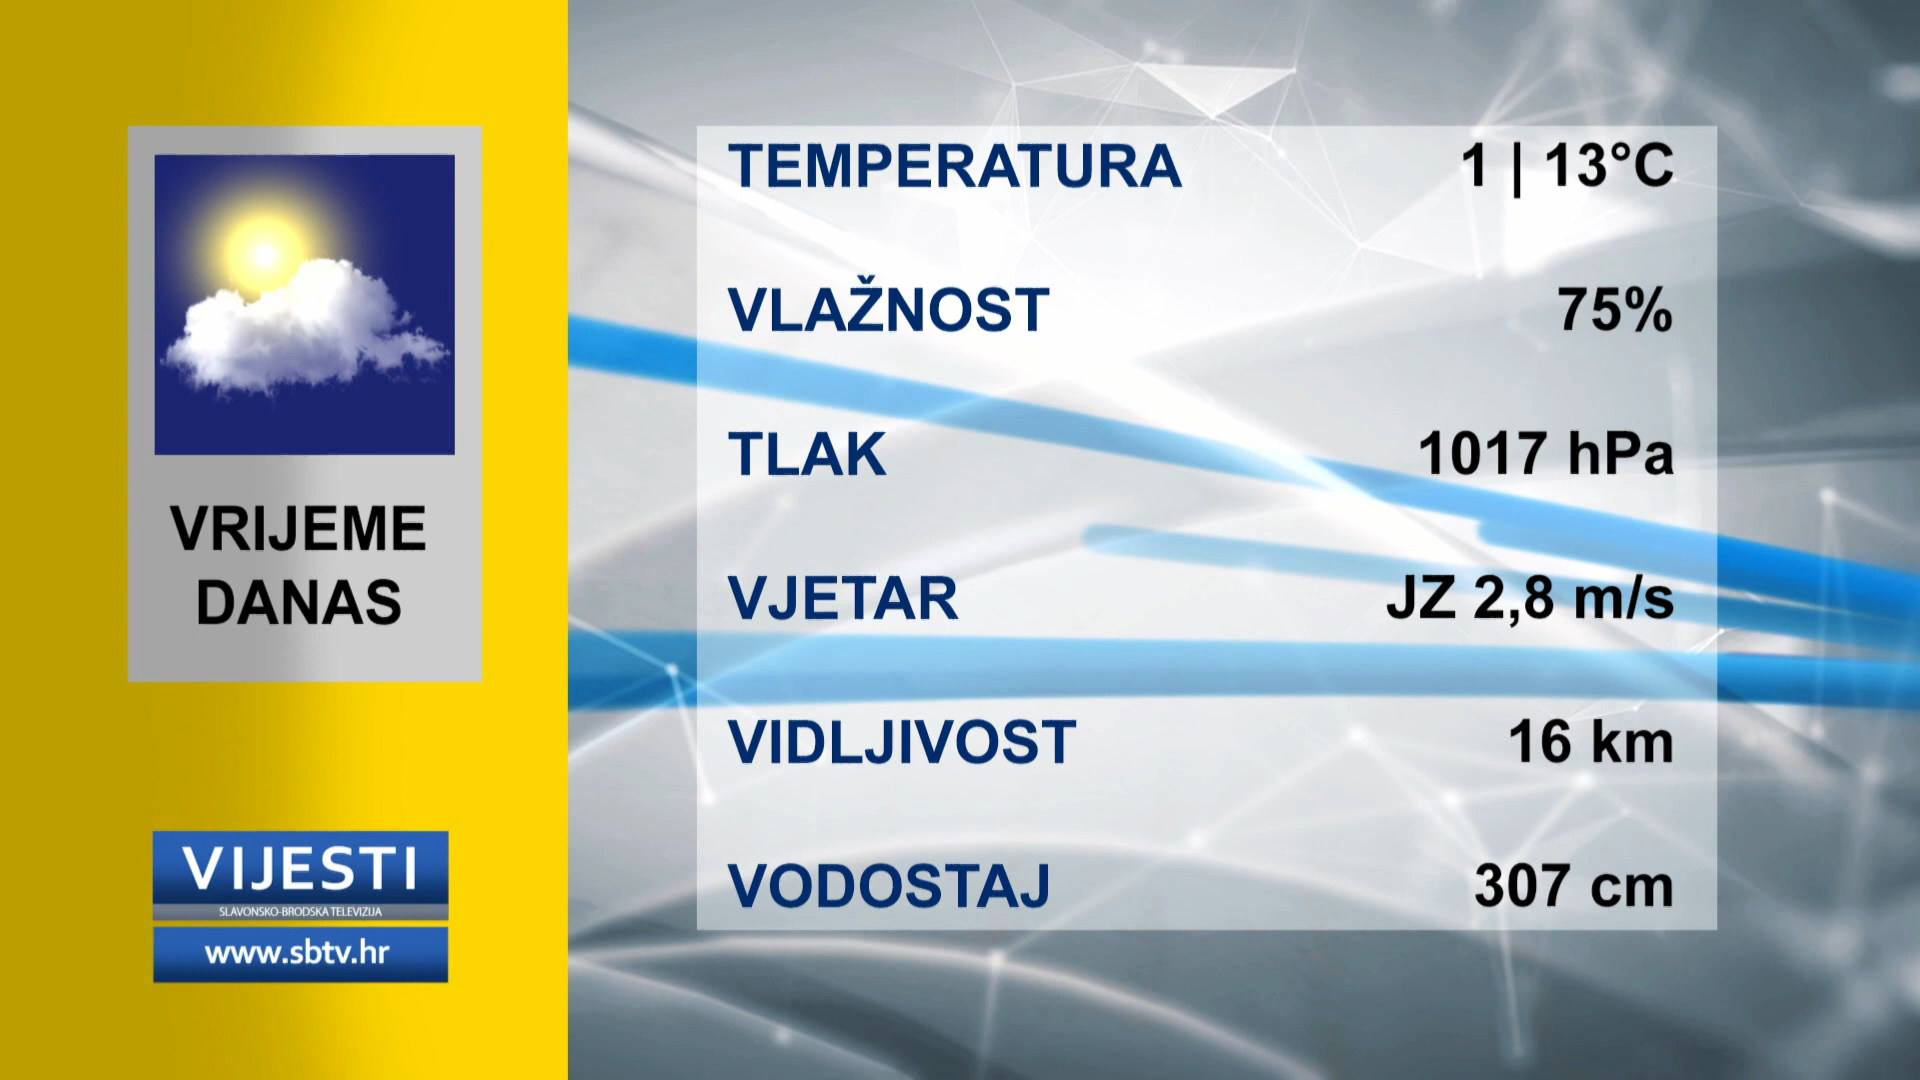 VRIJEME
DANAS
VIJESTI
SLAVONSKO-BRODSKA TELEVIZIJA
www.sbtv.hr
TEMPERATURA 1 | 13°C
VLAŽNOST 75%
TLAK 1017 hPa
VJETAR JZ 2,8 m/s
VIDLJIVOST 16 km
VODOSTAJ 307 cm